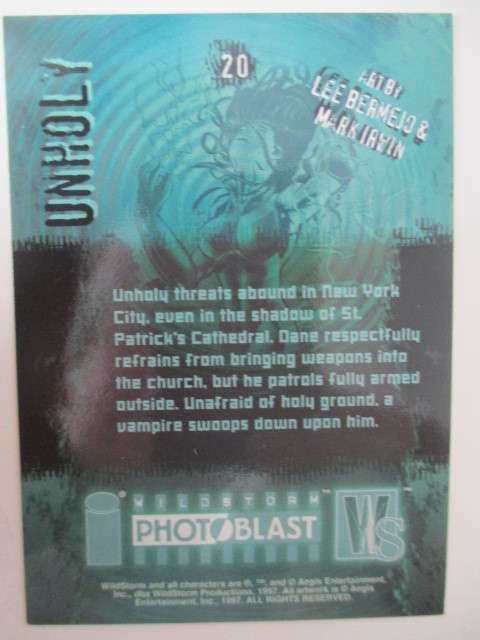 UNHOLY
20
ART BY
LEE BERMEJO &
MARK IRWIN
Unholy threats abound in New York
City, even in the shadow of St.
Patrick's Cathedral. Dane respectfully
refrains from bringing weapons into
the church, but he patrols fully armed
outside. Unafraid of holy ground, a
vampire swoops down upon him.
WILDSTORM™
PHOTOBLAST
WS™
WildStorm and all characters are ®, ™, and © Aegis Entertainment,
Inc., dba WildStorm Productions, 1997. All artwork is © Aegis
Entertainment, Inc., 1997. ALL RIGHTS RESERVED.